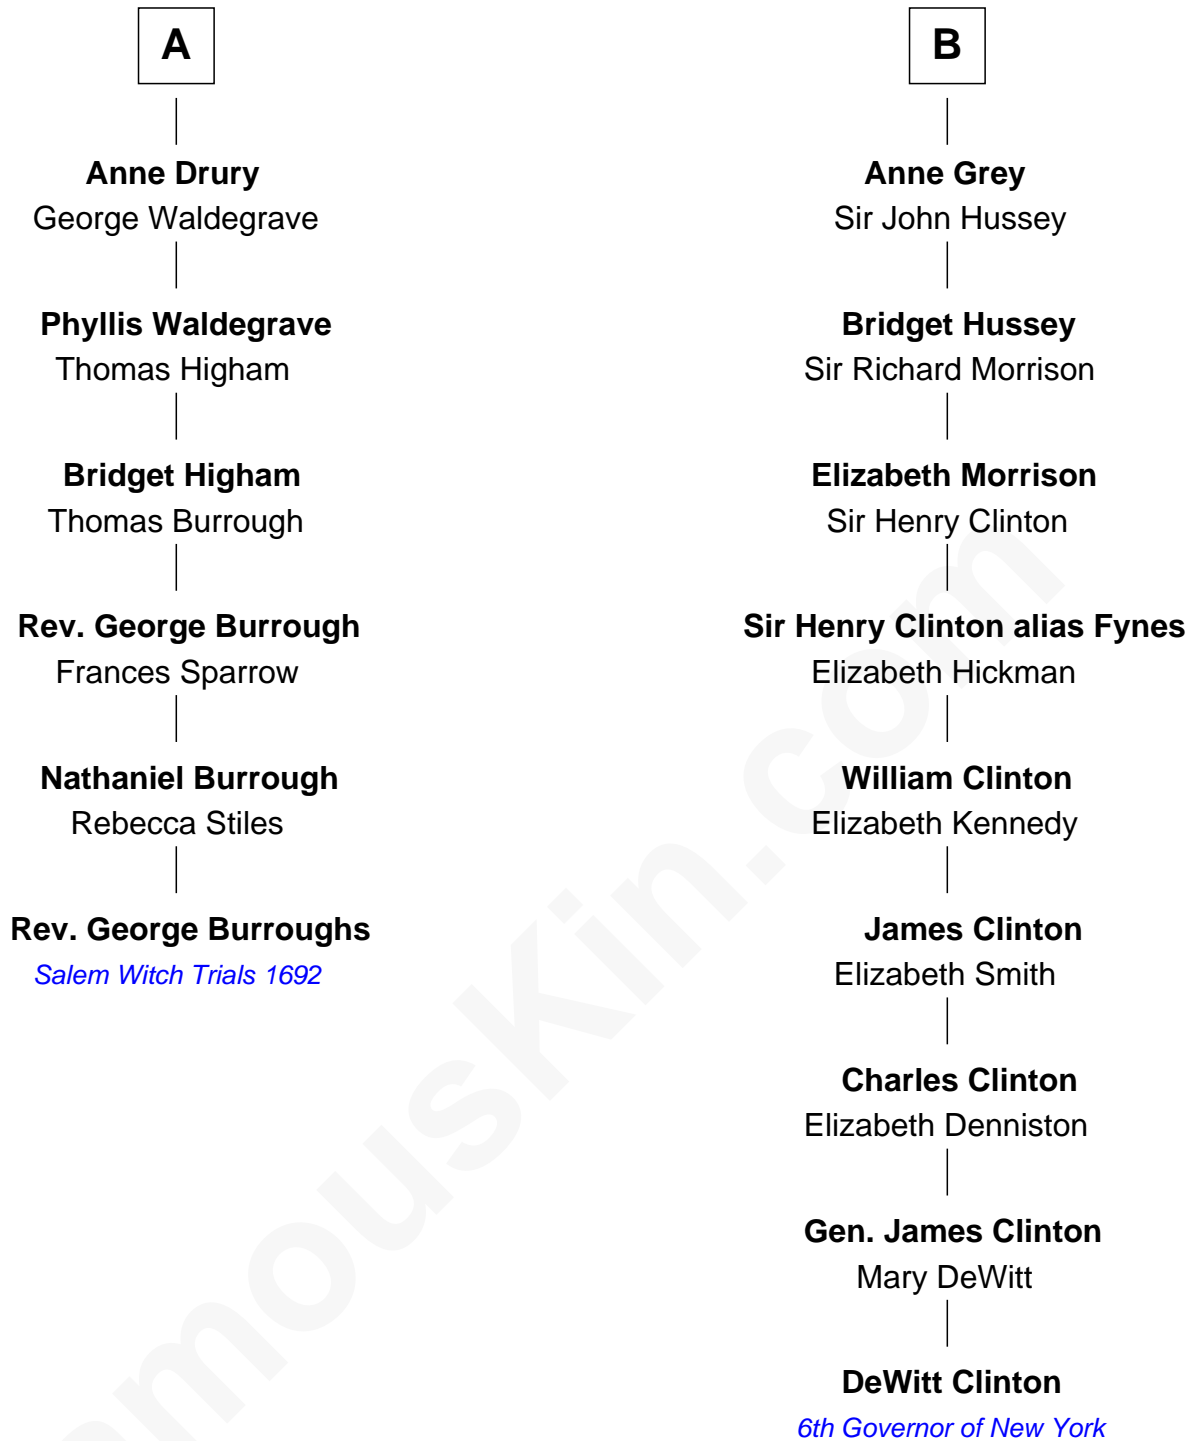 A
Anne Drury
George Waldegrave
Phyllis Waldegrave
Thomas Higham
Bridget Higham
Thomas Burrough
Rev. George Burrough
Frances Sparrow
Nathaniel Burrough
Rebecca Stiles
Rev. George Burroughs
Salem Witch Trials 1692
B
Anne Grey
Sir John Hussey
Bridget Hussey
Sir Richard Morrison
Elizabeth Morrison
Sir Henry Clinton
Sir Henry Clinton alias Fynes
Elizabeth Hickman
William Clinton
Elizabeth Kennedy
James Clinton
Elizabeth Smith
Charles Clinton
Elizabeth Denniston
Gen. James Clinton
Mary DeWitt
DeWitt Clinton
6th Governor of New York
amouskin.com